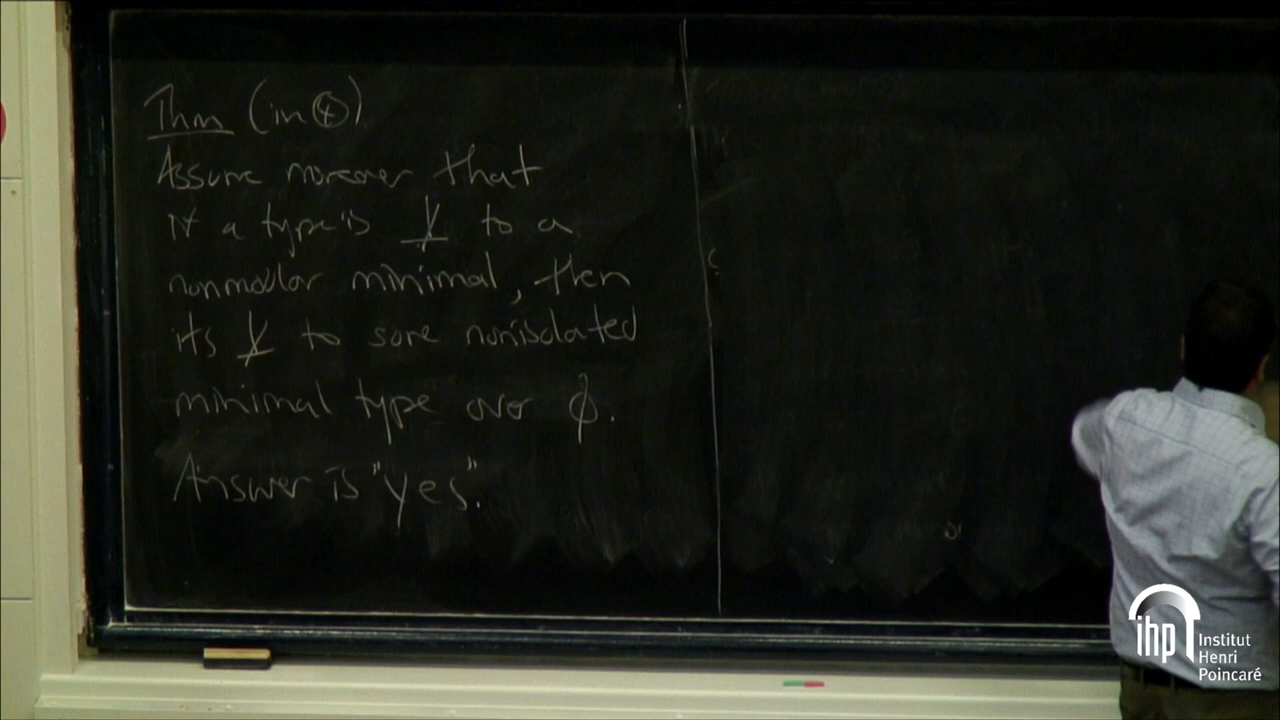 Thm (in ④)
Assume moreover that
if a type is ⊥̸ to a
nonmodular minimal, then
its ⊥̸ to some nonisolated
minimal type over ∅.
Answer is "yes".
ihp Institut
Henri
Poincaré